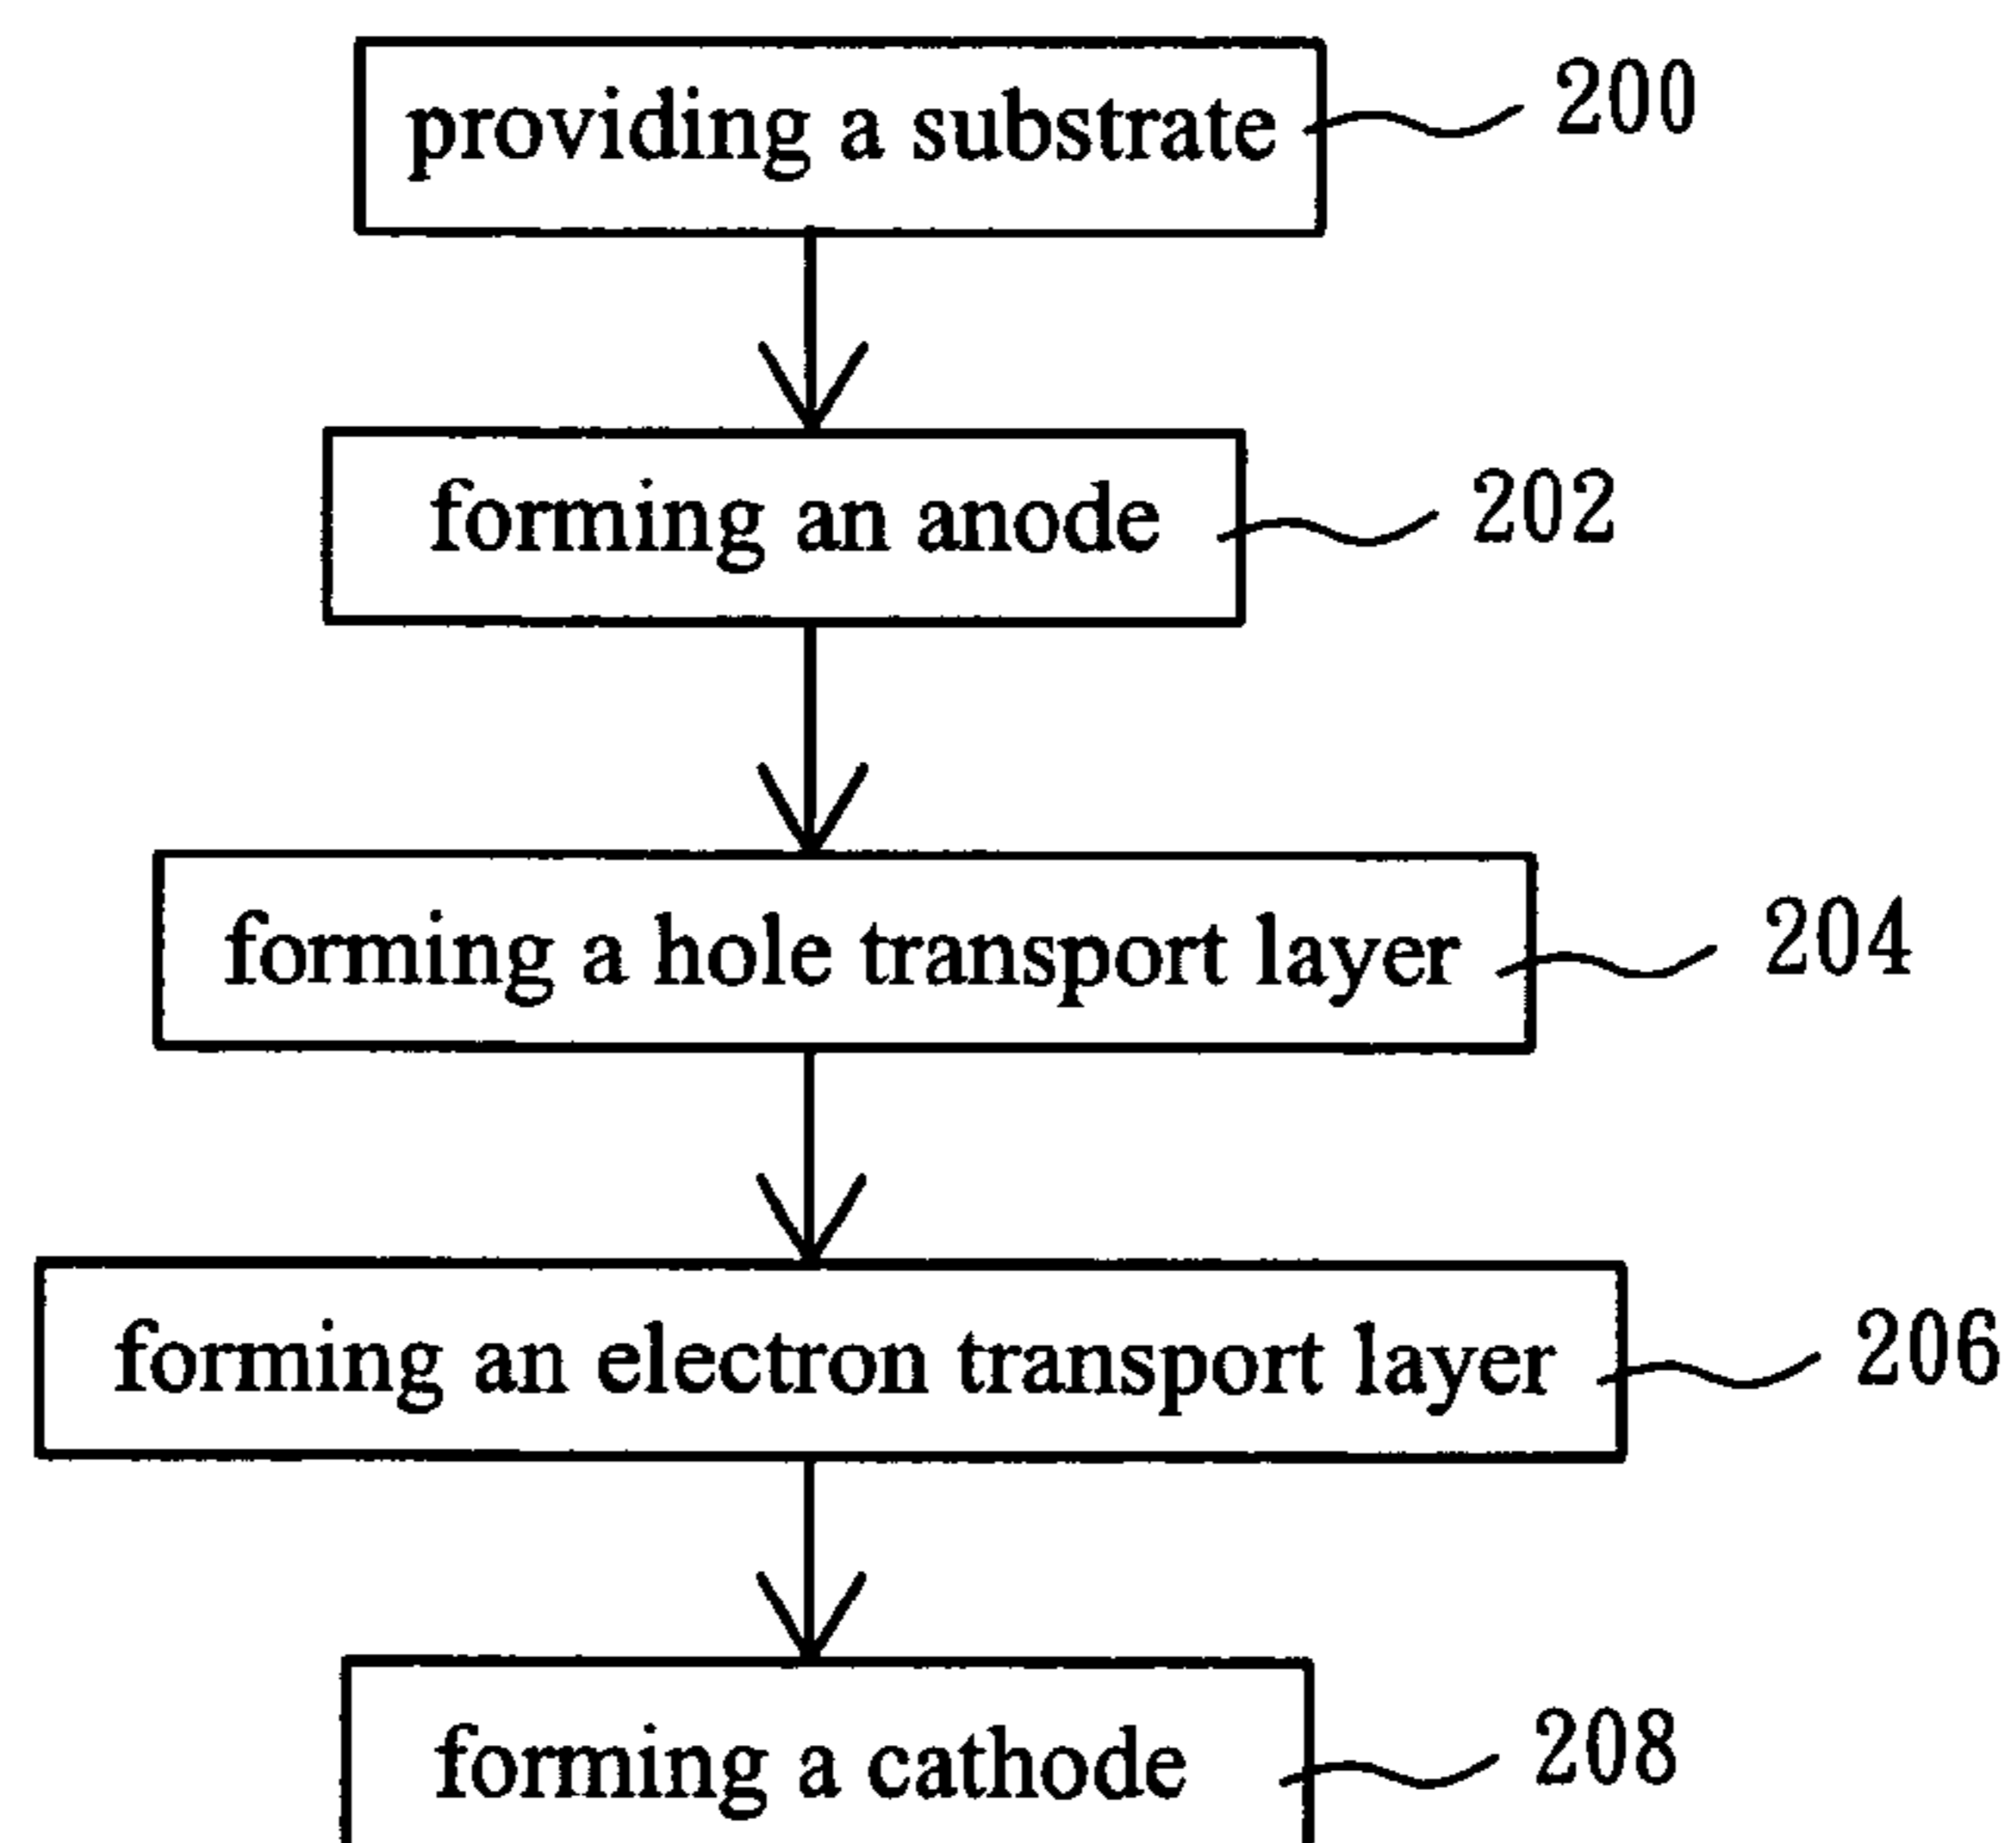 providing a substrate 200
forming an anode 202
forming a hole transport layer 204
forming an electron transport layer 206
forming a cathode 208